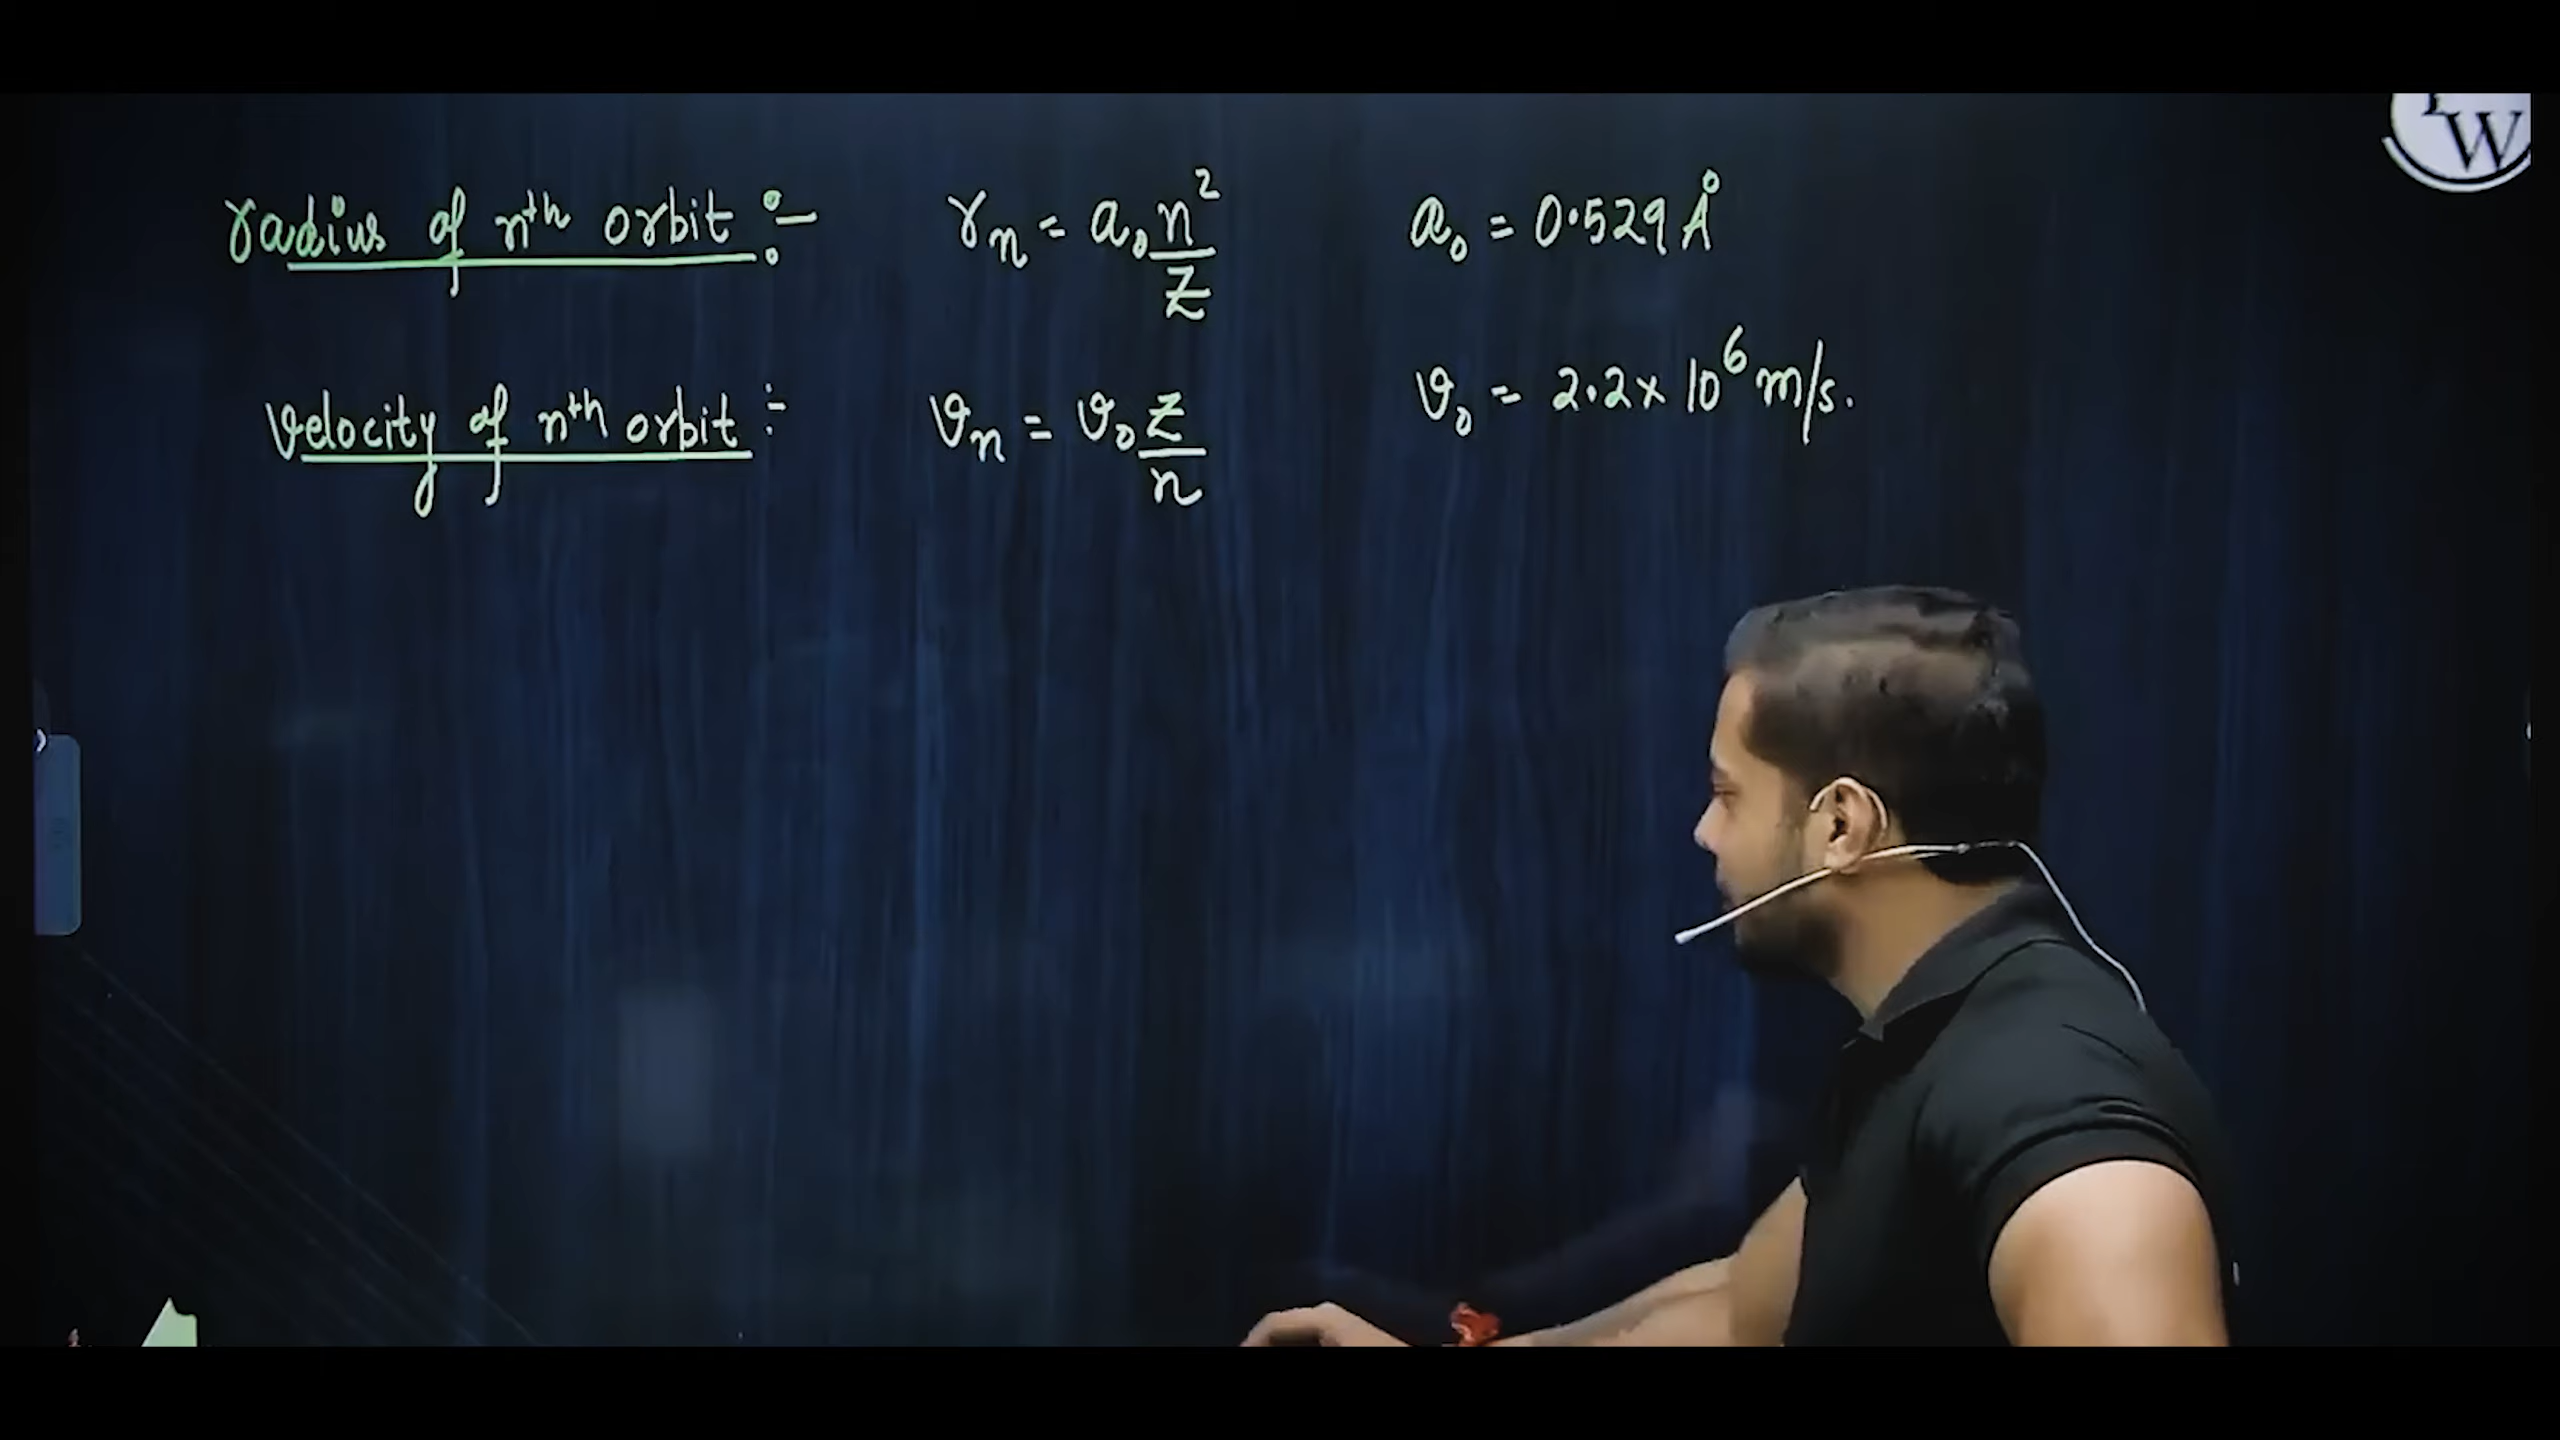 W
radius of nth orbit :- rₙ = a₀ n²/Z a₀ = 0.529 Å
velocity of nth orbit :- vₙ = v₀ Z/n v₀ = 2.2 × 10⁶ m/s.